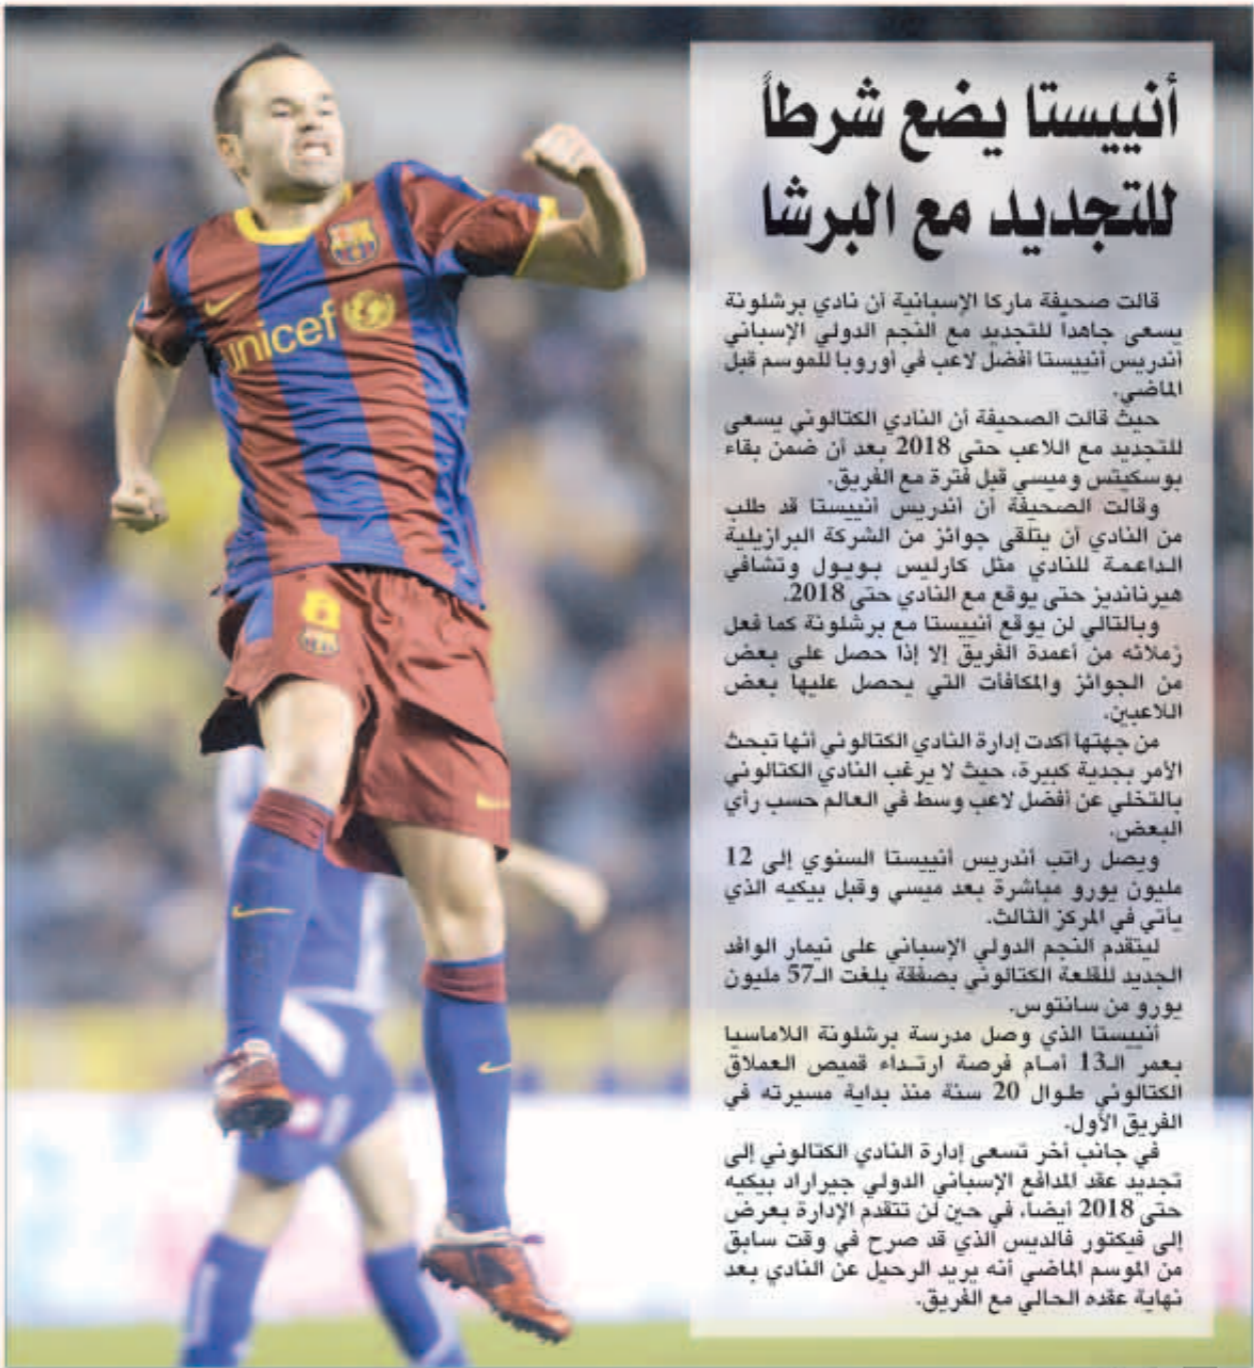 أنييستا يضع شرطاً
للتجديد مع البرشا
قالت صحيفة ماركا الإسبانية أن نادي برشلونة
يسعى جاهدا للتجديد مع النجم الدولي الإسباني
أندريس أنييستا أفضل لاعب في أوروبا للموسم قبل
الماضي.
حيث قالت الصحيفة أن النادي الكتالوني يسعى
للتجديد مع اللاعب حتى 2018 بعد أن ضمن بقاء
بوسكيتس وميسي قبل فترة مع الفريق.
وقالت الصحيفة أن أندريس أنييستا قد طلب
من النادي أن يتلقى جوائز من الشركة البرازيلية
الداعمة للنادي مثل كارليس بويول وتشافي
هيرنانديز حتى يوقع مع النادي حتى 2018.
وبالتالي لن يوقع أنييستا مع برشلونة كما فعل
زملائه من أعمدة الفريق إلا إذا حصل على بعض
من الجوائز والمكافآت التي يحصل عليها بعض
اللاعبين.
من جهتها أكدت إدارة النادي الكتالوني أنها تبحث
الأمر بجدية كبيرة، حيث لا يرغب النادي الكتالوني
بالتخلي عن أفضل لاعب وسط في العالم حسب رأي
البعض.
ويصل راتب أندريس أنييستا السنوي إلى 12
مليون يورو مباشرة بعد ميسي وقبل بيكيه الذي
يأتي في المركز الثالث.
ليتقدم النجم الدولي الإسباني على نيمار الوافد
الجديد للقلعة الكتالوني بصفقة بلغت الـ57 مليون
يورو من سانتوس.
أنييستا الذي وصل مدرسة برشلونة اللاماسيا
بعمر الـ13 أمام فرصة ارتداء قميص العملاق
الكتالوني طوال 20 سنة منذ بداية مسيرته في
الفريق الأول.
في جانب أخر تسعى إدارة النادي الكتالوني إلى
تجديد عقد المدافع الإسباني الدولي جيراراد بيكيه
حتى 2018 أيضا، في حين لن تتقدم الإدارة بعرض
إلى فيكتور فالديس الذي قد صرح في وقت سابق
من الموسم الماضي أنه يريد الرحيل عن النادي بعد
نهاية عقده الحالي مع الفريق.
unicef
8